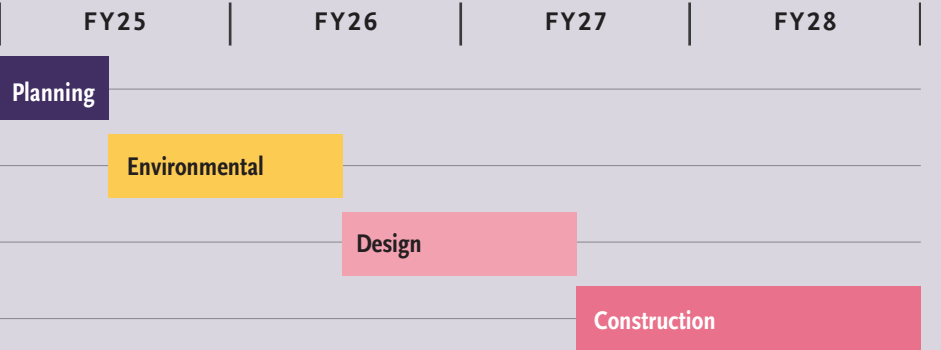 FY25 FY26 FY27 FY28
Planning
Environmental
Design
Construction